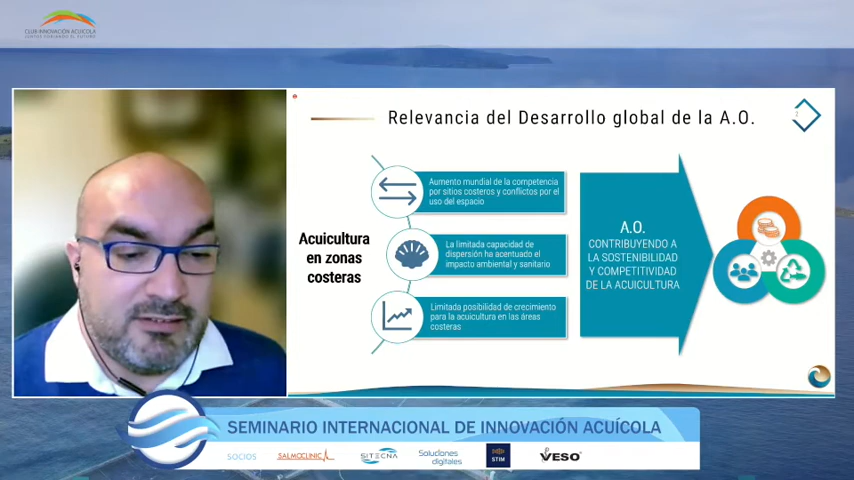 CLUB INNOVACIÓN ACUÍCOLA
Relevancia del Desarrollo global de la A.O.
2
Acuicultura
en zonas
costeras
Aumento mundial de la competencia
por sitios costeros y conflictos por el
uso del espacio
La limitada capacidad de
dispersión ha acentuado el
impacto ambiental y sanitario
Limitada posibilidad de crecimiento
para la acuicultura en las áreas
costeras
A.O.
CONTRIBUYENDO A
LA SOSTENIBILIDAD
Y COMPETITIVIDAD
DE LA ACUICULTURA
SEMINARIO INTERNACIONAL DE INNOVACIÓN ACUÍCOLA
SOCIOS
SALMOCLINIC
SITECNA
Soluciones
digitales
STIM
VESO